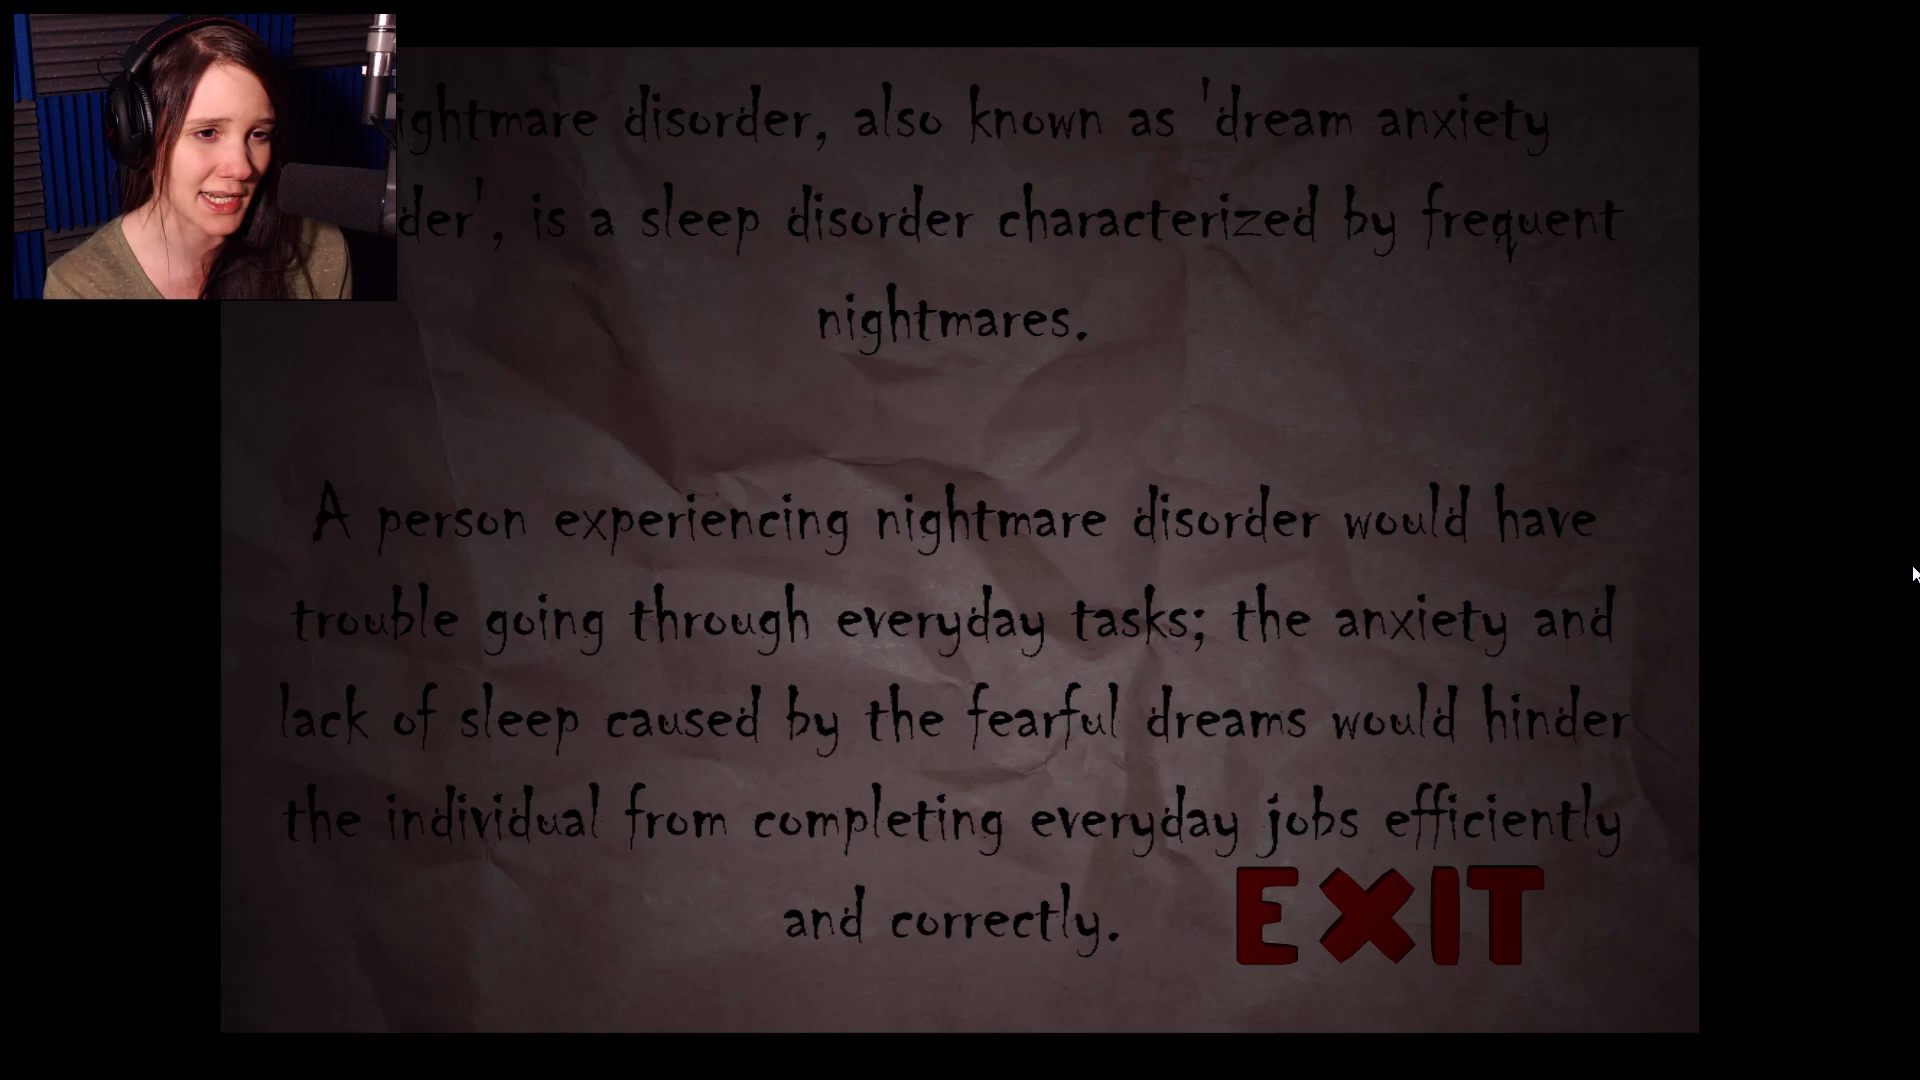 disorder, also known as 'dream anxiety
is a sleep disorder characterized by frequent
nightmares.
A person experiencing nightmare disorder would have
trouble going through everyday tasks; the anxiety and
lack of sleep caused by the fearful dreams would hinder
the individual from completing everyday jobs efficiently
and correctly.
EXIT